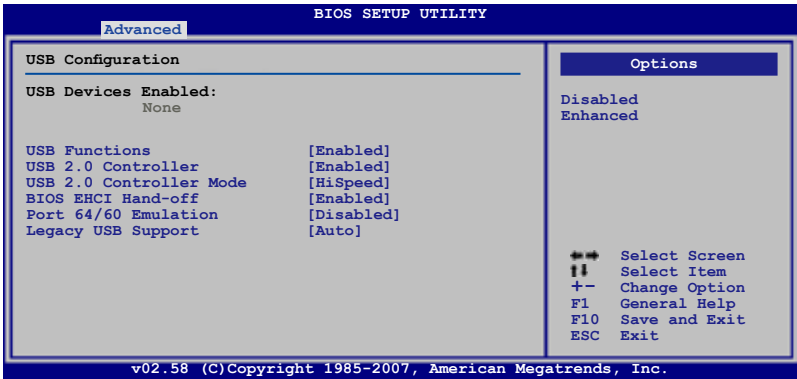 BIOS SETUP UTILITY
Advanced
USB Configuration
USB Devices Enabled:
None
USB Functions [Enabled]
USB 2.0 Controller [Enabled]
USB 2.0 Controller Mode [HiSpeed]
BIOS EHCI Hand-off [Enabled]
Port 64/60 Emulation [Disabled]
Legacy USB Support [Auto]
Options
Disabled
Enhanced
←→ Select Screen
↑↓ Select Item
+- Change Option
F1 General Help
F10 Save and Exit
ESC Exit
v02.58 (C)Copyright 1985-2007, American Megatrends, Inc.